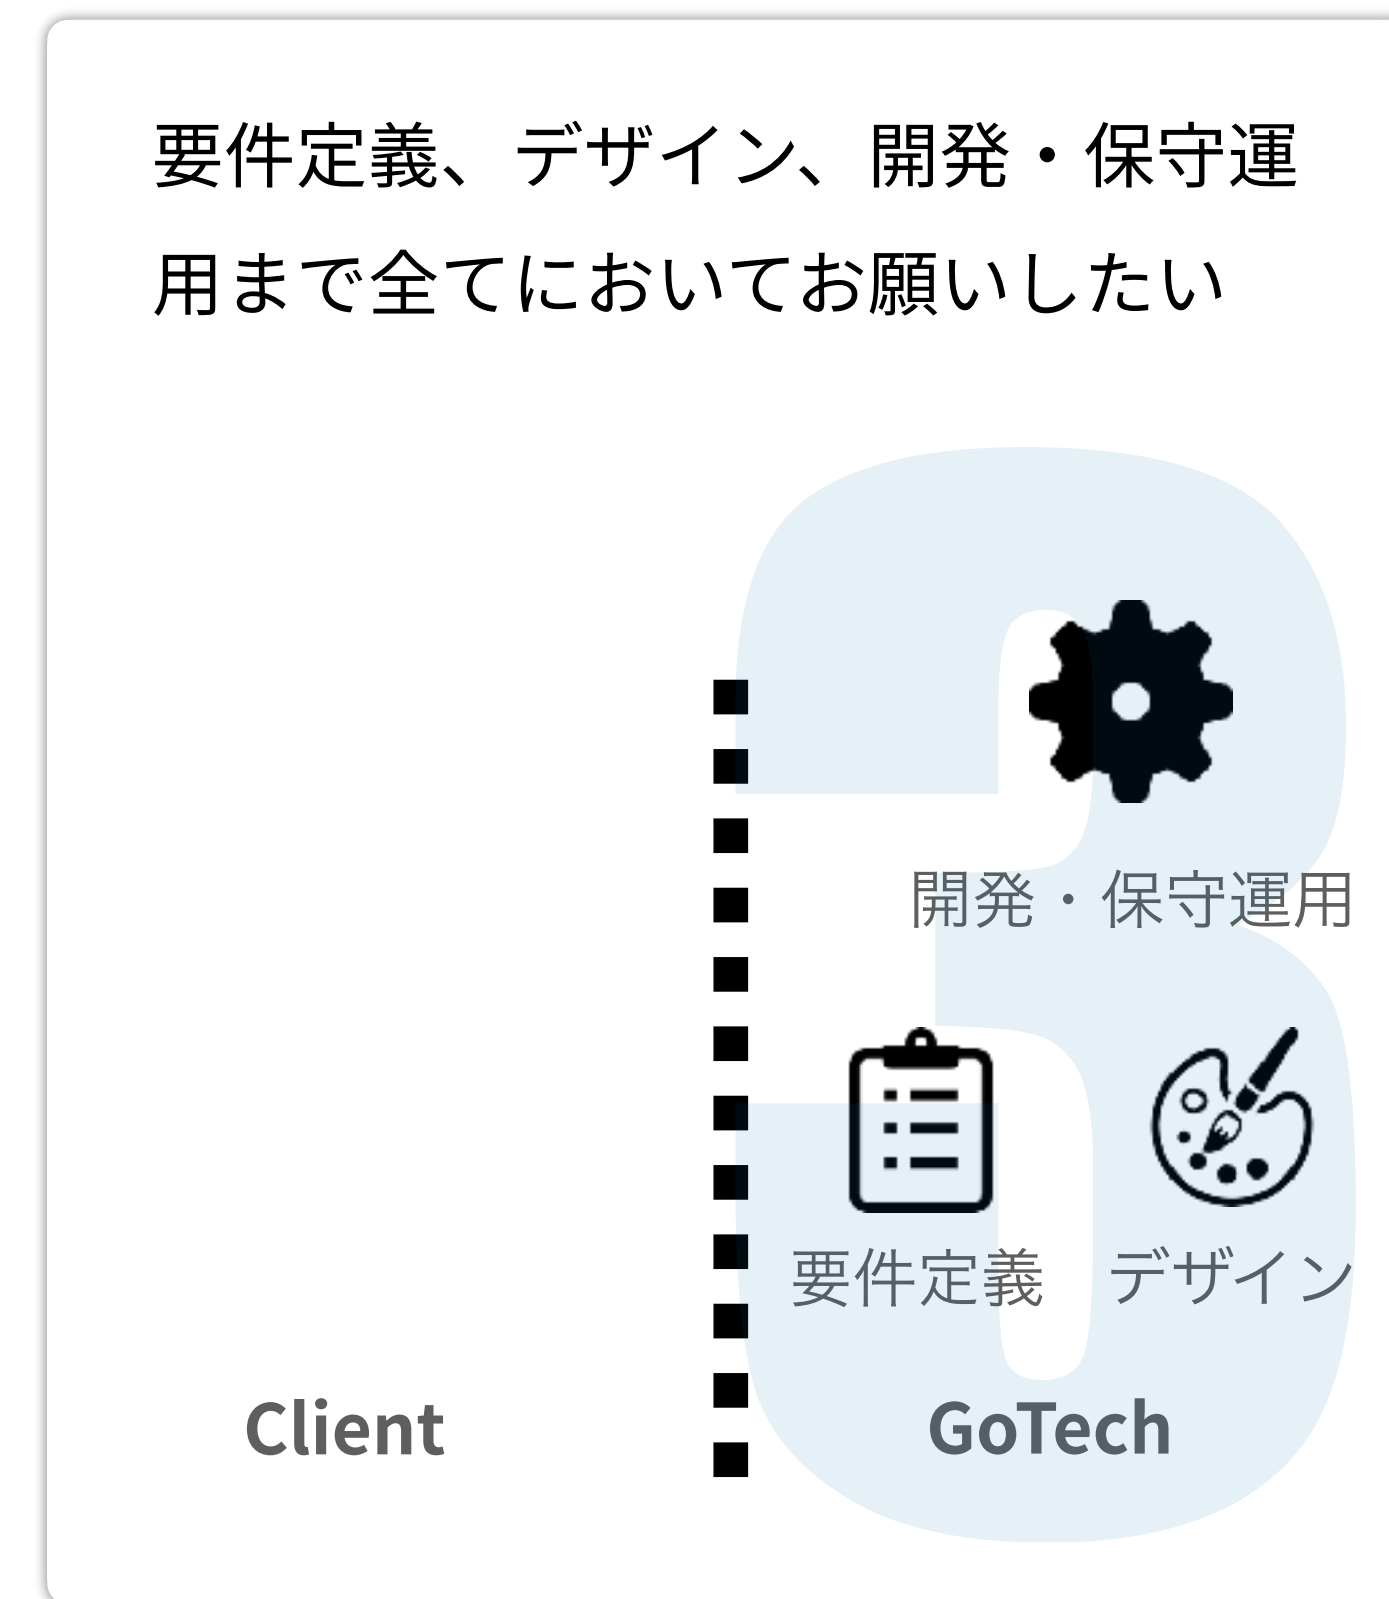 要件定義、デザイン、開発・保守運
用まで全てにおいてお願いしたい
3
開発・保守運用
要件定義 デザイン
Client GoTech